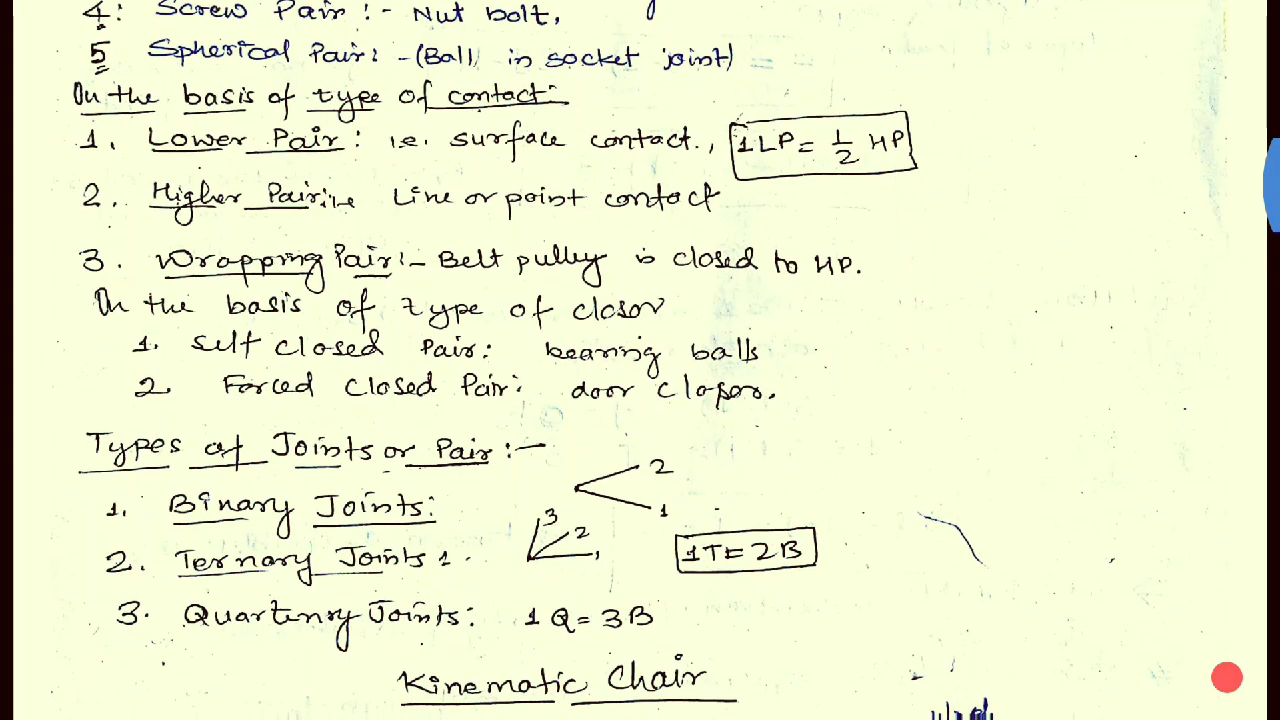 4: Screw Pair :- Nut bolt,
5 Spherical Pair: -(Ball in socket joint)
On the basis of type of contact:
1. Lower Pair: i.e. surface contact., 1LP = 1/2 HP
2. Higher Pair: i.e Line or point contact
3. Wrapping Pair:- Belt pulley is closed to HP.
On the basis of type of closor
1. Self closed Pair: bearing balls
2 Forced closed Pair: door closer.
Types of Joints or Pair :-
2
1. Binary Joints: 1
3
2
2. Ternary Joints 1 1T = 2B
3. Quartenry Joints: 1 Q = 3B
Kinematic Chair